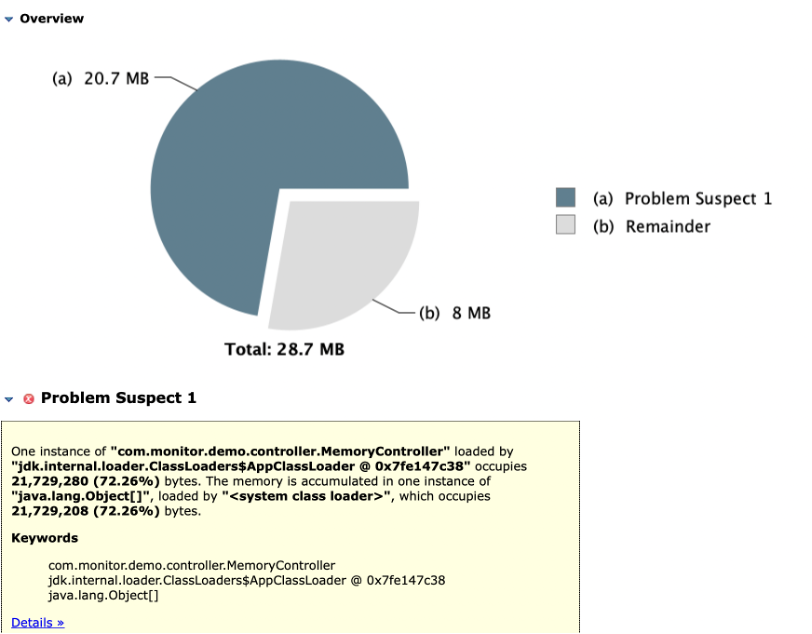 Overview
(a) 20.7 MB
(a) Problem Suspect 1
(b) Remainder
(b) 8 MB
Total: 28.7 MB
Problem Suspect 1
One instance of "com.monitor.demo.controller.MemoryController" loaded by
"jdk.internal.loader.ClassLoaders$AppClassLoader @ 0x7fe147c38" occupies
21,729,280 (72.26%) bytes. The memory is accumulated in one instance of
"java.lang.Object[]", loaded by "<system class loader>", which occupies
21,729,208 (72.26%) bytes.
Keywords
com.monitor.demo.controller.MemoryController
jdk.internal.loader.ClassLoaders$AppClassLoader @ 0x7fe147c38
java.lang.Object[]
Details »